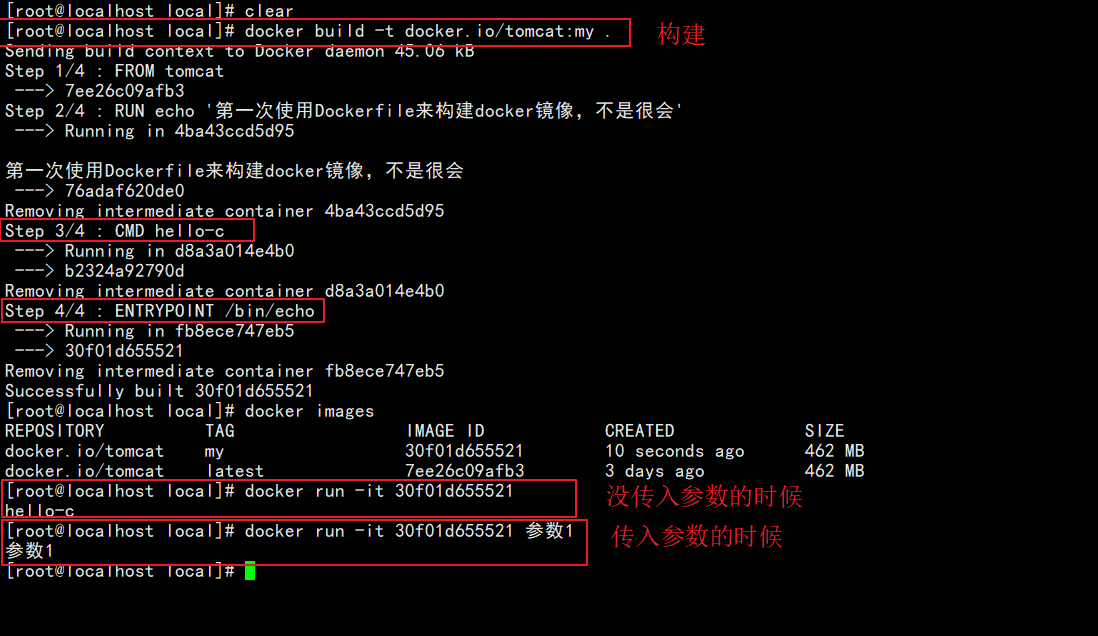 [root@localhost local]# clear
[root@localhost local]# docker build -t docker.io/tomcat:my . 构建
Sending build context to Docker daemon 45.06 kB
Step 1/4 : FROM tomcat
---> 7ee26c09afb3
Step 2/4 : RUN echo '第一次使用Dockerfile来构建docker镜像，不是很会'
---> Running in 4ba43ccd5d95
第一次使用Dockerfile来构建docker镜像，不是很会
---> 76adaf620de0
Removing intermediate container 4ba43ccd5d95
Step 3/4 : CMD hello-c
---> Running in d8a3a014e4b0
---> b2324a92790d
Removing intermediate container d8a3a014e4b0
Step 4/4 : ENTRYPOINT /bin/echo
---> Running in fb8ece747eb5
---> 30f01d655521
Removing intermediate container fb8ece747eb5
Successfully built 30f01d655521
[root@localhost local]# docker images
REPOSITORY TAG IMAGE ID CREATED SIZE
docker.io/tomcat my 30f01d655521 10 seconds ago 462 MB
docker.io/tomcat latest 7ee26c09afb3 3 days ago 462 MB
[root@localhost local]# docker run -it 30f01d655521 没传入参数的时候
hello-c
[root@localhost local]# docker run -it 30f01d655521 参数1 传入参数的时候
参数1
[root@localhost local]#